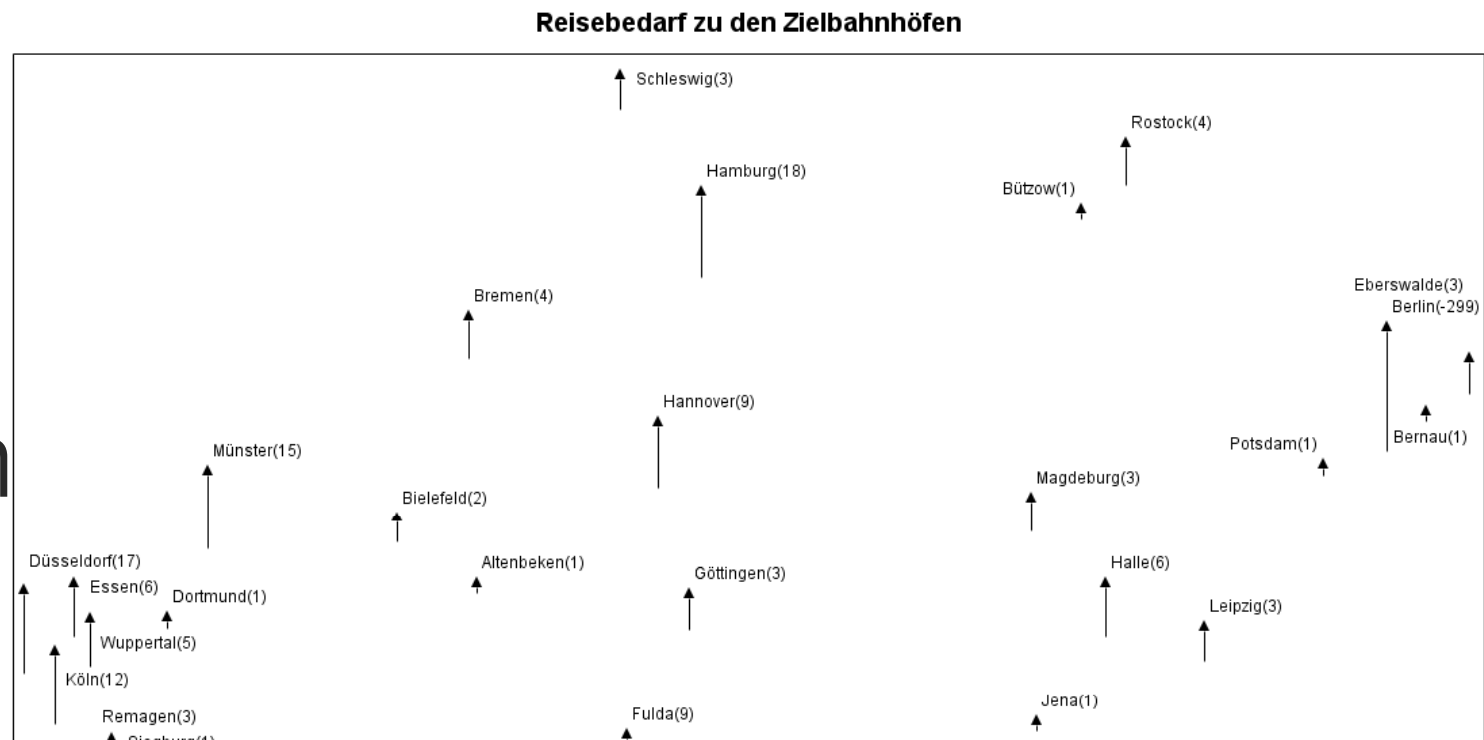 Reisebedarf zu den Zielbahnhöfen
Schleswig(3)
Rostock(4)
Hamburg(18)
Bützow(1)
Eberswalde(3)
Bremen(4)
Berlin(-299)
Hannover(9)
Bernau(1)
Potsdam(1)
Münster(15)
Magdeburg(3)
Bielefeld(2)
Düsseldorf(17)
Altenbeken(1)
Halle(6)
Göttingen(3)
Essen(6)
Dortmund(1)
Leipzig(3)
Wuppertal(5)
Köln(12)
Jena(1)
Fulda(9)
Remagen(3)
Siegburg(1)